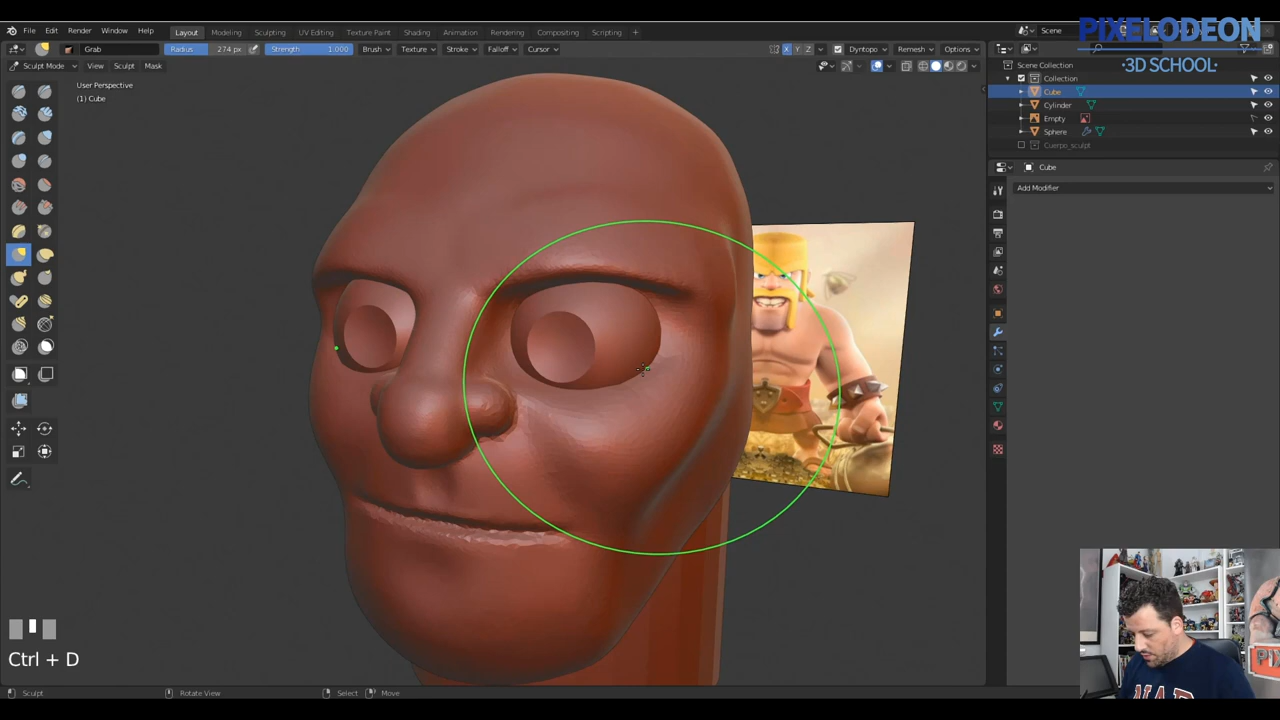 File Edit Render Window Help Layout Modeling Sculpting UV Editing Texture Paint Shading Animation Rendering Compositing Scripting + Scene
PIXELODEON
·3D SCHOOL·
Grab Radius 274 px Strength 1.000 Brush Texture Stroke Falloff Cursor X Y Z Dyntopo Remesh Options
Sculpt Mode View Sculpt Mask
User Perspective
(1) Cube
Scene Collection
Collection
Cube
Cylinder
Empty
Sphere
Cuerpo_sculpt
Cube
Add Modifier
Ctrl + D
Sculpt Rotate View Select Move